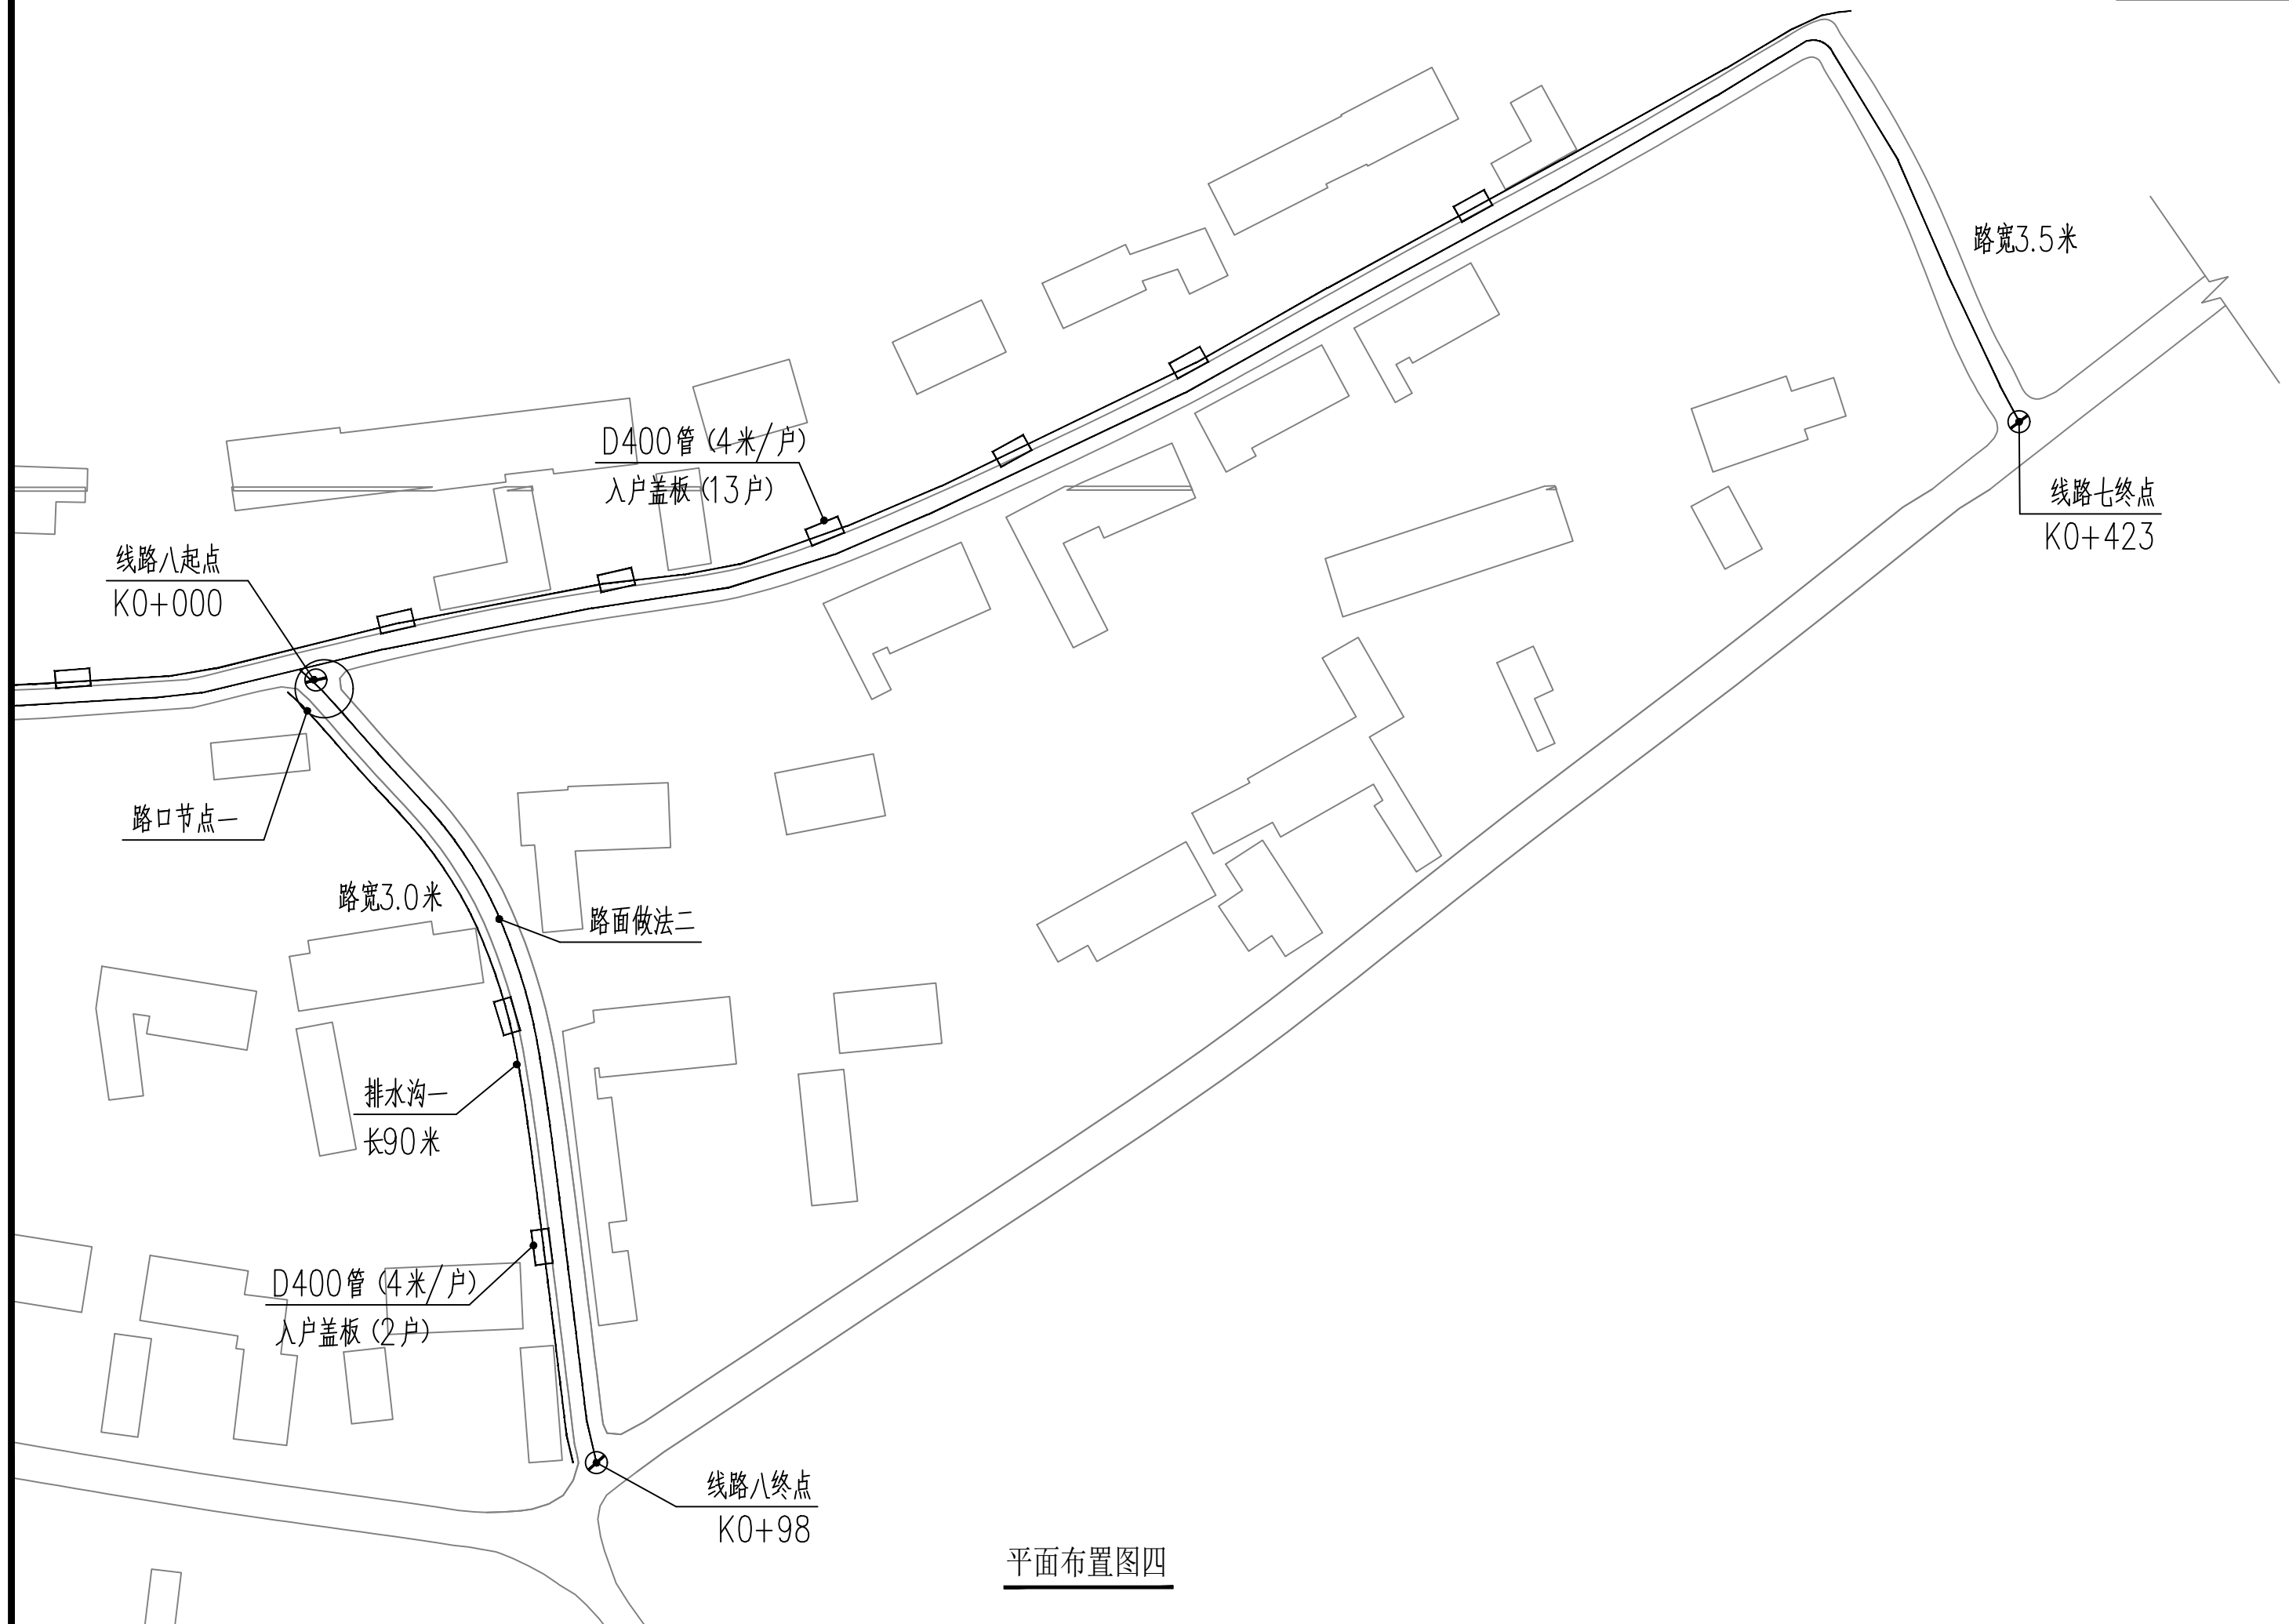 路宽3.5米
D400管(4米/户)
入户盖板(13户)
线路七终点
K0+423
线路八起点
K0+000
路口节点一
路宽3.0米
路面做法二
排水沟一
长90米
D400管(4米/户)
入户盖板(2户)
线路八终点
K0+98
平面布置图四